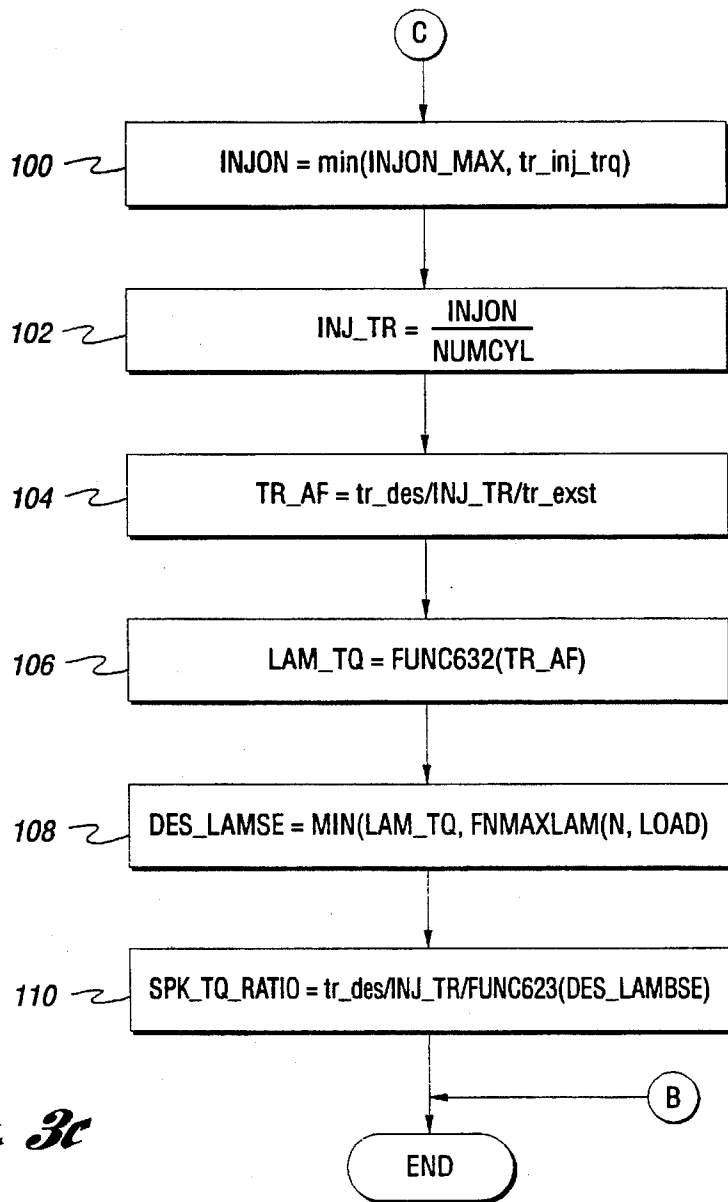 C
100
INJON = min(INJON_MAX, tr_inj_trq)
102
INJ_TR = INJON
NUMCYL
104
TR_AF = tr_des/INJ_TR/tr_exst
106
LAM_TQ = FUNC632(TR_AF)
108
DES_LAMSE = MIN(LAM_TQ, FNMAXLAM(N, LOAD)
110
SPK_TQ_RATIO = tr_des/INJ_TR/FUNC623(DES_LAMBSE)
B
3c
END